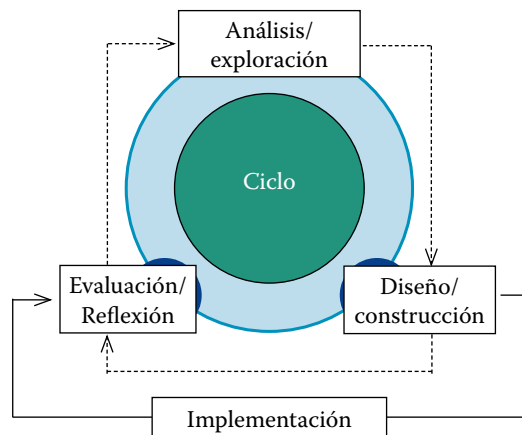 Análisis/
exploración
Ciclo
Evaluación/
Reflexión
Diseño/
construcción
Implementación